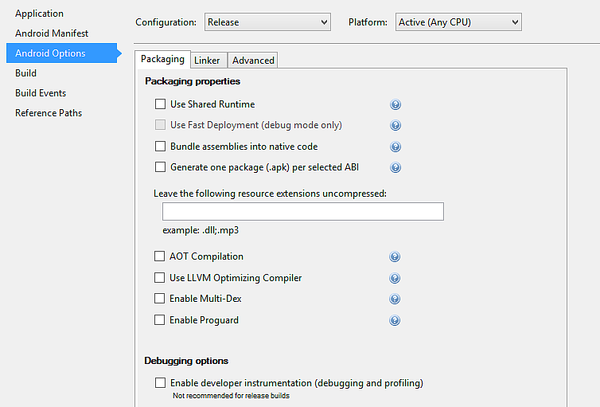 Application
Android Manifest
Android Options
Build
Build Events
Reference Paths
Configuration: Release Platform: Active (Any CPU)
Packaging Linker Advanced
Packaging properties
Use Shared Runtime ?
Use Fast Deployment (debug mode only) ?
Bundle assemblies into native code ?
Generate one package (.apk) per selected ABI ?
Leave the following resource extensions uncompressed:
example: .dll;.mp3
AOT Compilation ?
Use LLVM Optimizing Compiler ?
Enable Multi-Dex ?
Enable Proguard ?
Debugging options
Enable developer instrumentation (debugging and profiling)
Not recommended for release builds